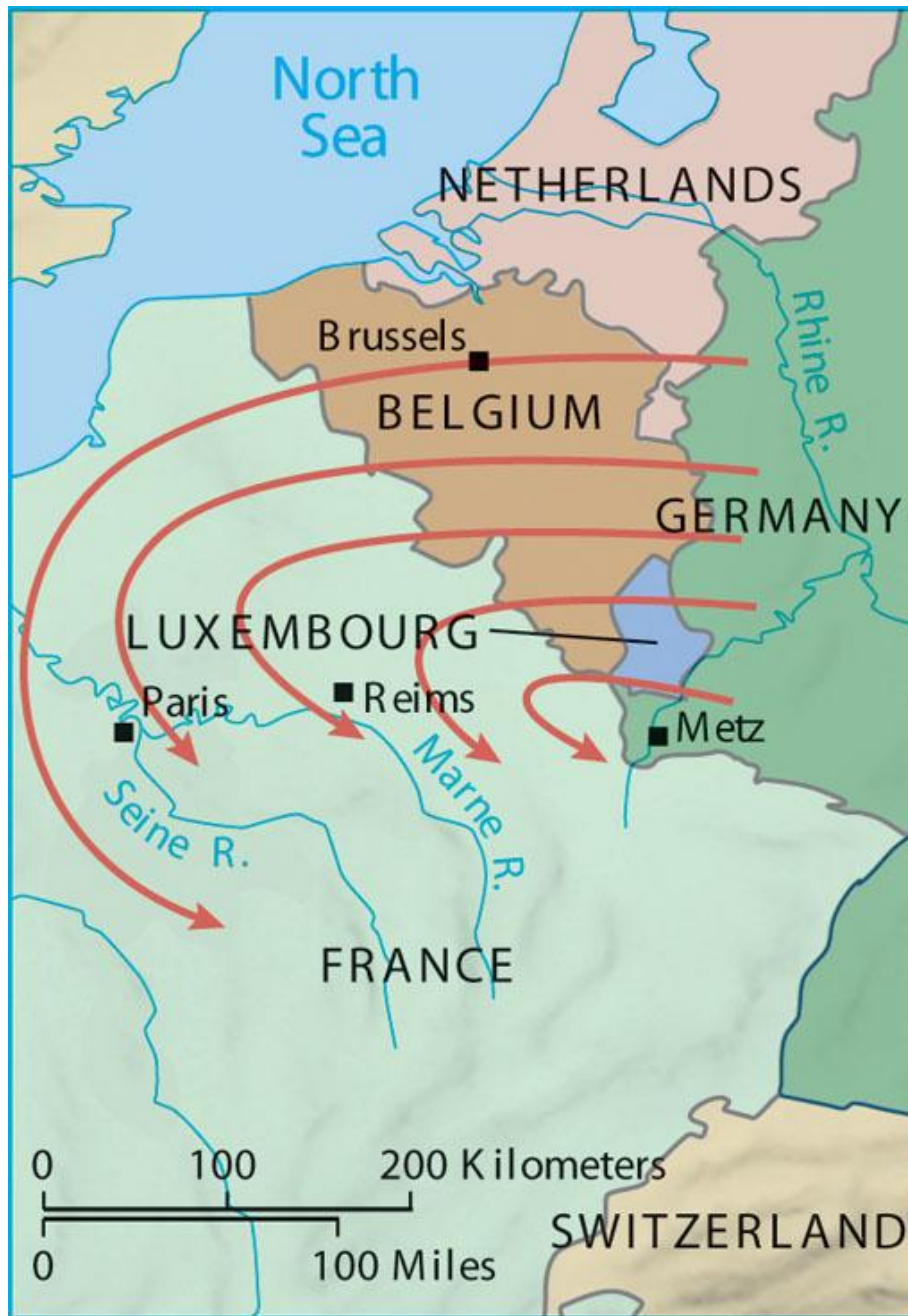 North
Sea
NETHERLANDS
Rhine R.
Brussels
BELGIUM
GERMANY
LUXEMBOURG
Paris
Reims
Metz
Marne R.
Seine R.
FRANCE
0 100 200 Kilometers
SWITZERLAND
0 100 Miles